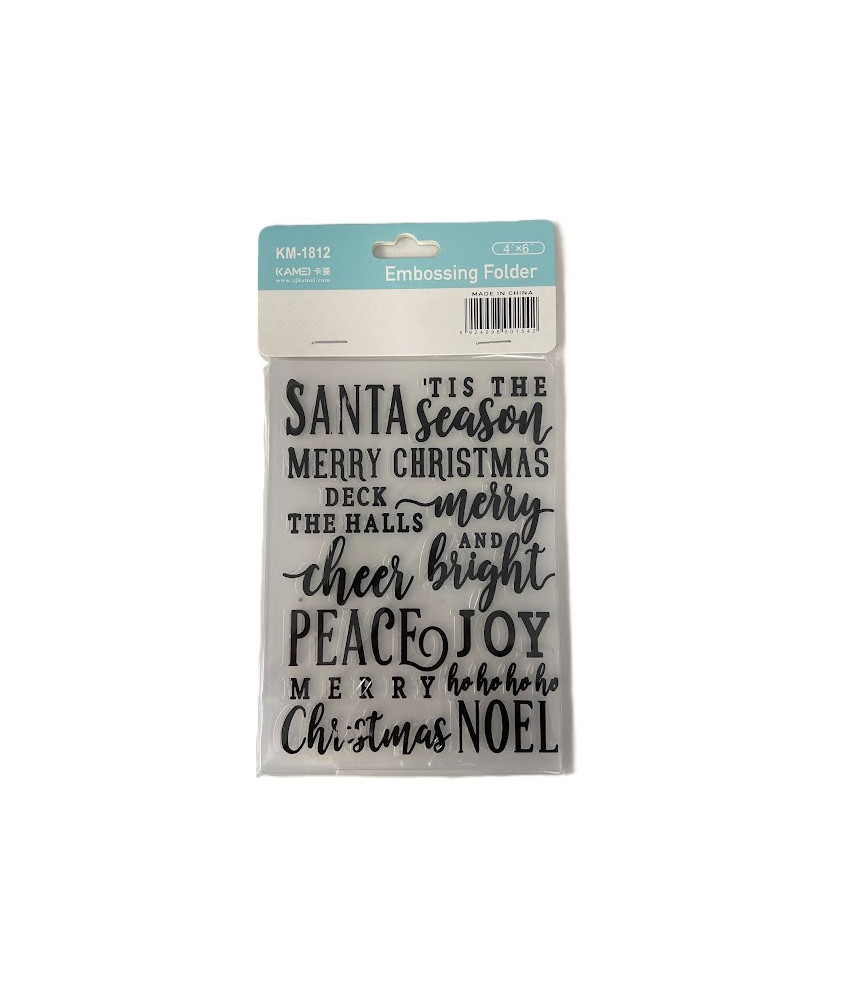 KM-1812
4"×6"
KAMEI 卡美
Embossing Folder
MADE IN CHINA
SANTA 'TIS THE
season
MERRY CHRISTMAS
DECK merry
THE HALLS
AND
cheer bright
PEACE JOY
MERRY ho ho ho ho
Christmas NOEL